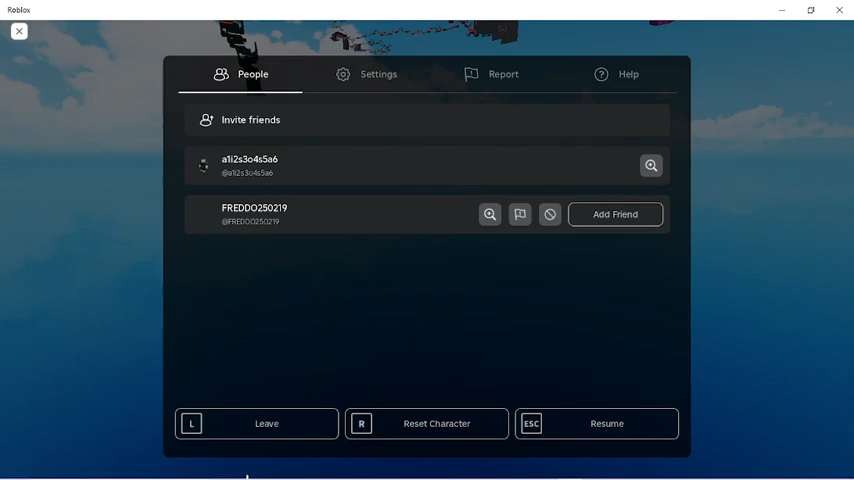 Roblox
People
Settings
Report
Help
Invite friends
a1i2s3o4s5a6
@a1i2s3o4s5a6
FREDDO250219
@FREDDO250219
Add Friend
L Leave
R Reset Character
ESC Resume